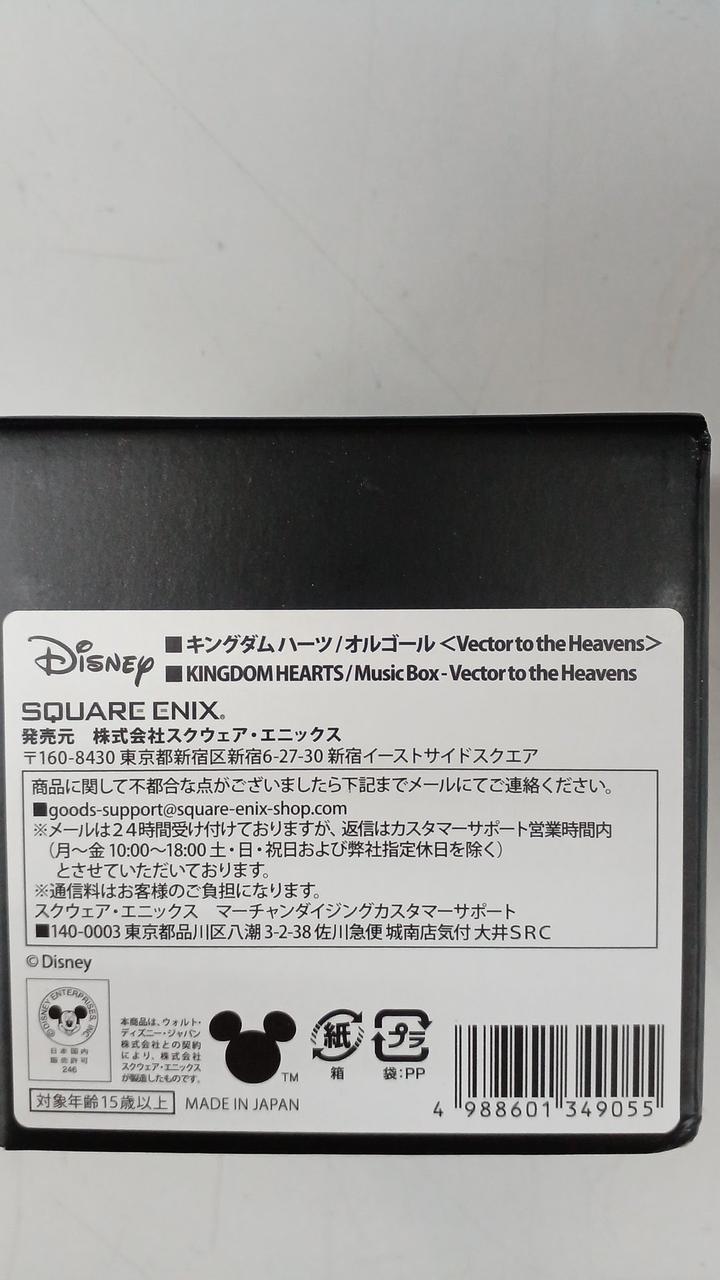 Disney
■キングダム ハーツ/オルゴール＜Vector to the Heavens＞
■KINGDOM HEARTS/Music Box - Vector to the Heavens
SQUARE ENIX®
発売元　株式会社スクウェア・エニックス
〒160-8430 東京都新宿区新宿6-27-30 新宿イーストサイドスクエア
商品に関して不都合な点がございましたら下記までメールにてご連絡ください。
■goods-support@square-enix-shop.com
※メールは24時間受け付けておりますが、返信はカスタマーサポート営業時間内
（月～金 10:00～18:00 土・日・祝日および弊社指定休日を除く）
とさせていただいております。
※通信料はお客様のご負担になります。
スクウェア・エニックス　マーチャンダイジングカスタマーサポート
■140-0003 東京都品川区八潮 3-2-38 佐川急便 城南店気付 大井SRC
© Disney
© DISNEY ENTERPRISES, INC.
日本国内
販売許可
246
本商品は、ウォルト・
ディズニー・ジャパン
株式会社との契約
により、株式会社
スクウェア・エニックス
が製造したものです。
TM
紙
箱
プラ
袋:PP
対象年齢15歳以上
MADE IN JAPAN
4 988601 349055